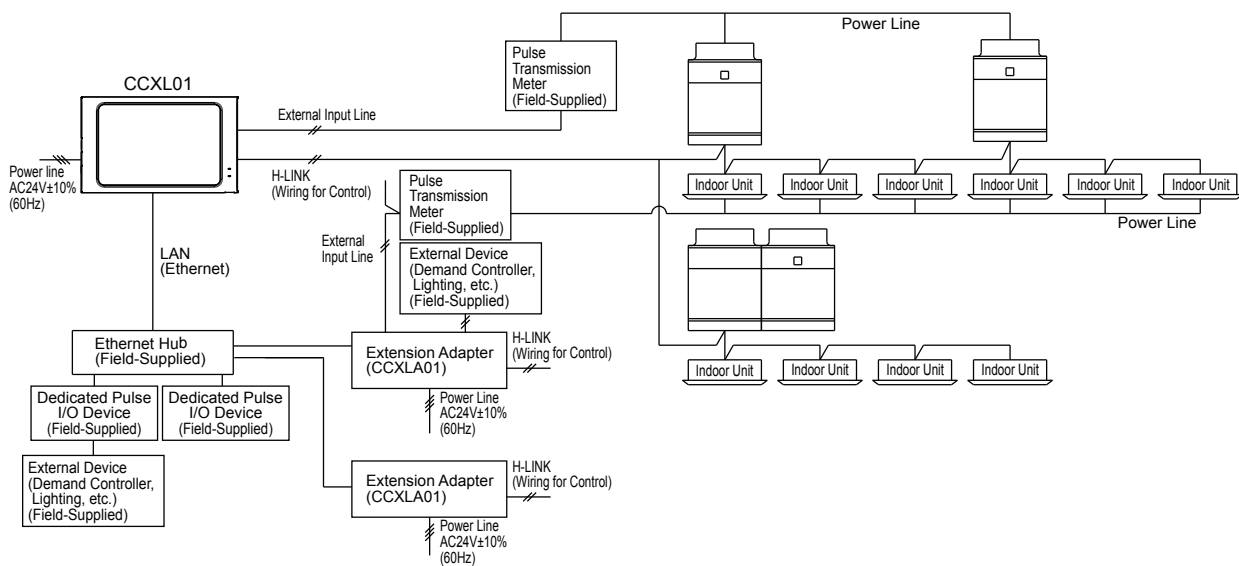 Power Line
Pulse
Transmission
Meter
(Field-Supplied)
CCXL01
External Input Line
Power line
AC24V±10%
(60Hz)
H-LINK
(Wiring for Control)
Indoor Unit
Indoor Unit
Indoor Unit
Indoor Unit
Indoor Unit
Indoor Unit
Pulse
Transmission
Meter
(Field-Supplied)
Power Line
External
Input Line
LAN
(Ethernet)
External Device
(Demand Controller,
Lighting, etc.)
(Field-Supplied)
Ethernet Hub
(Field-Supplied)
Extension Adapter
(CCXLA01)
H-LINK
(Wiring for Control)
Indoor Unit
Indoor Unit
Indoor Unit
Indoor Unit
Dedicated Pulse
I/O Device
(Field-Supplied)
Dedicated Pulse
I/O Device
(Field-Supplied)
Power Line
AC24V±10%
(60Hz)
External Device
(Demand Controller,
Lighting, etc.)
(Field-Supplied)
Extension Adapter
(CCXLA01)
H-LINK
(Wiring for Control)
Power Line
AC24V±10%
(60Hz)